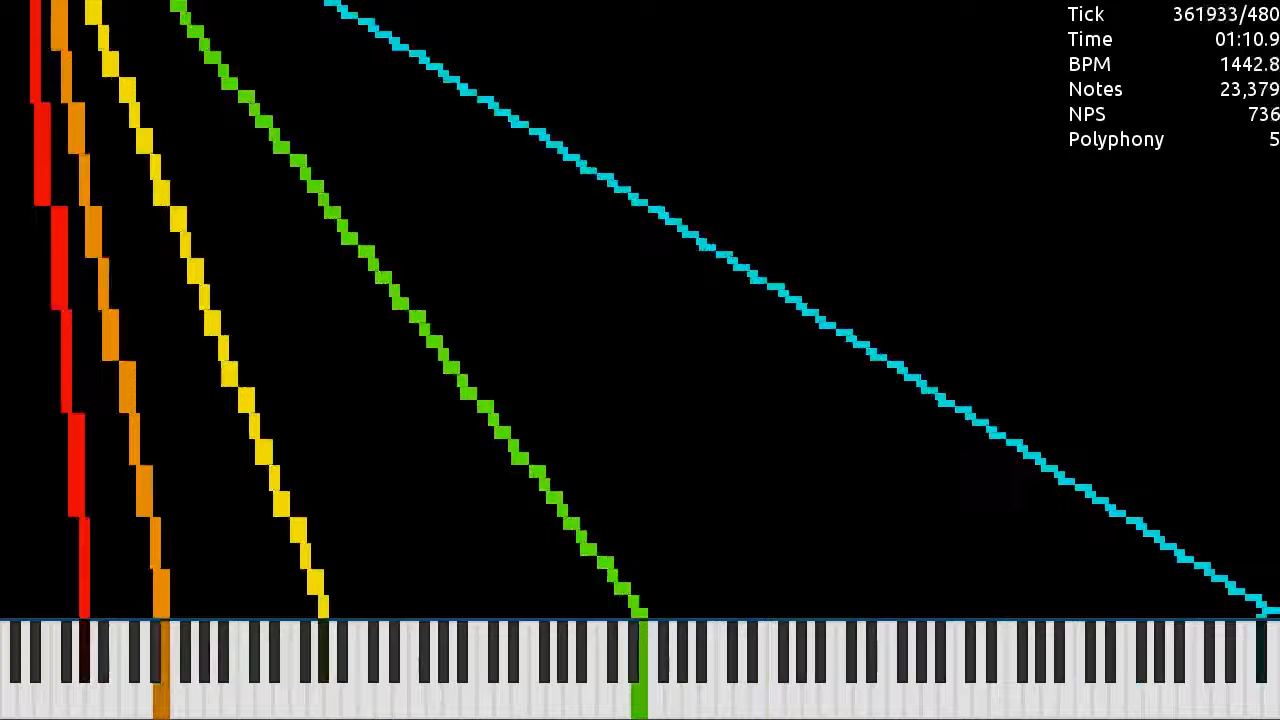 Tick 361933/480
Time 01:10.9
BPM 1442.8
Notes 23,379
NPS 736
Polyphony 5